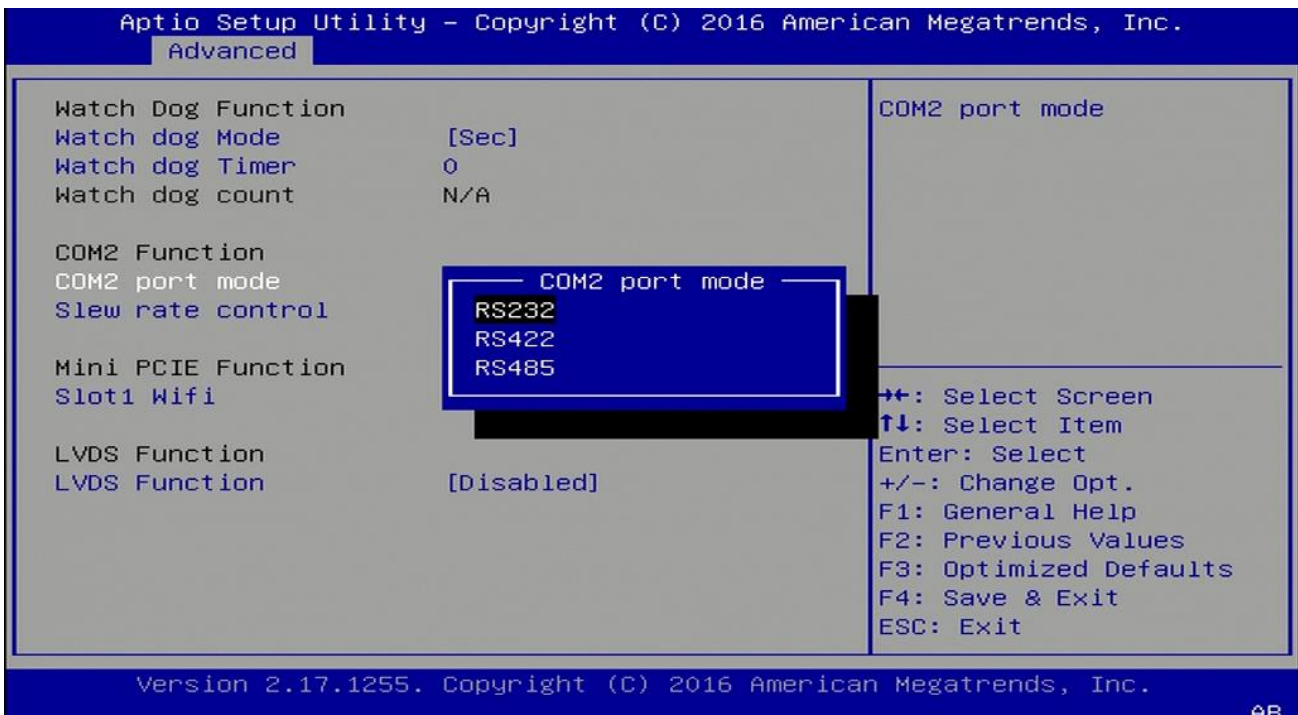 Aptio Setup Utility – Copyright (C) 2016 American Megatrends, Inc.
Advanced
Watch Dog Function
Watch dog Mode [Sec]
Watch dog Timer 0
Watch dog count N/A
COM2 Function
COM2 port mode
Slew rate control
Mini PCIE Function
Slot1 Wifi
LVDS Function
LVDS Function [Disabled]
COM2 port mode
RS232
RS422
RS485
COM2 port mode
→←: Select Screen
↑↓: Select Item
Enter: Select
+/-: Change Opt.
F1: General Help
F2: Previous Values
F3: Optimized Defaults
F4: Save & Exit
ESC: Exit
Version 2.17.1255. Copyright (C) 2016 American Megatrends, Inc.
AB